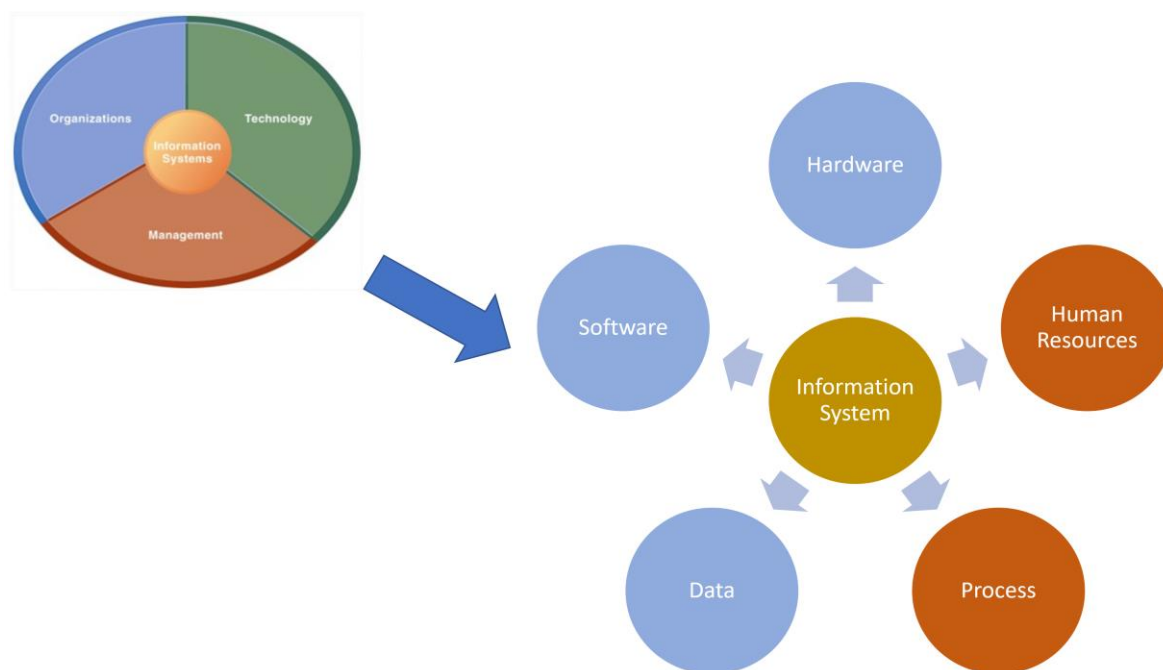 Organizations
Technology
Information
Systems
Management
Hardware
Software
Human
Resources
Information
System
Data
Process